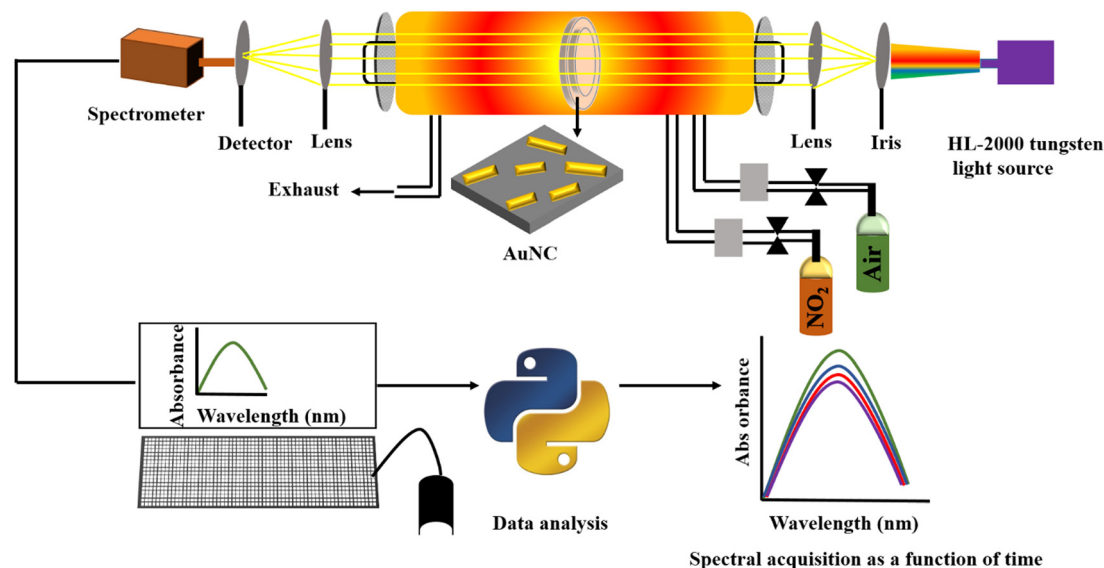 Spectrometer
Detector
Lens
Exhaust
AuNC
Lens
Iris
HL-2000 tungsten
light source
Air
NO₂
Absorbance
Wavelength (nm)
Data analysis
Abs orbance
Wavelength (nm)
Spectral acquisition as a function of time